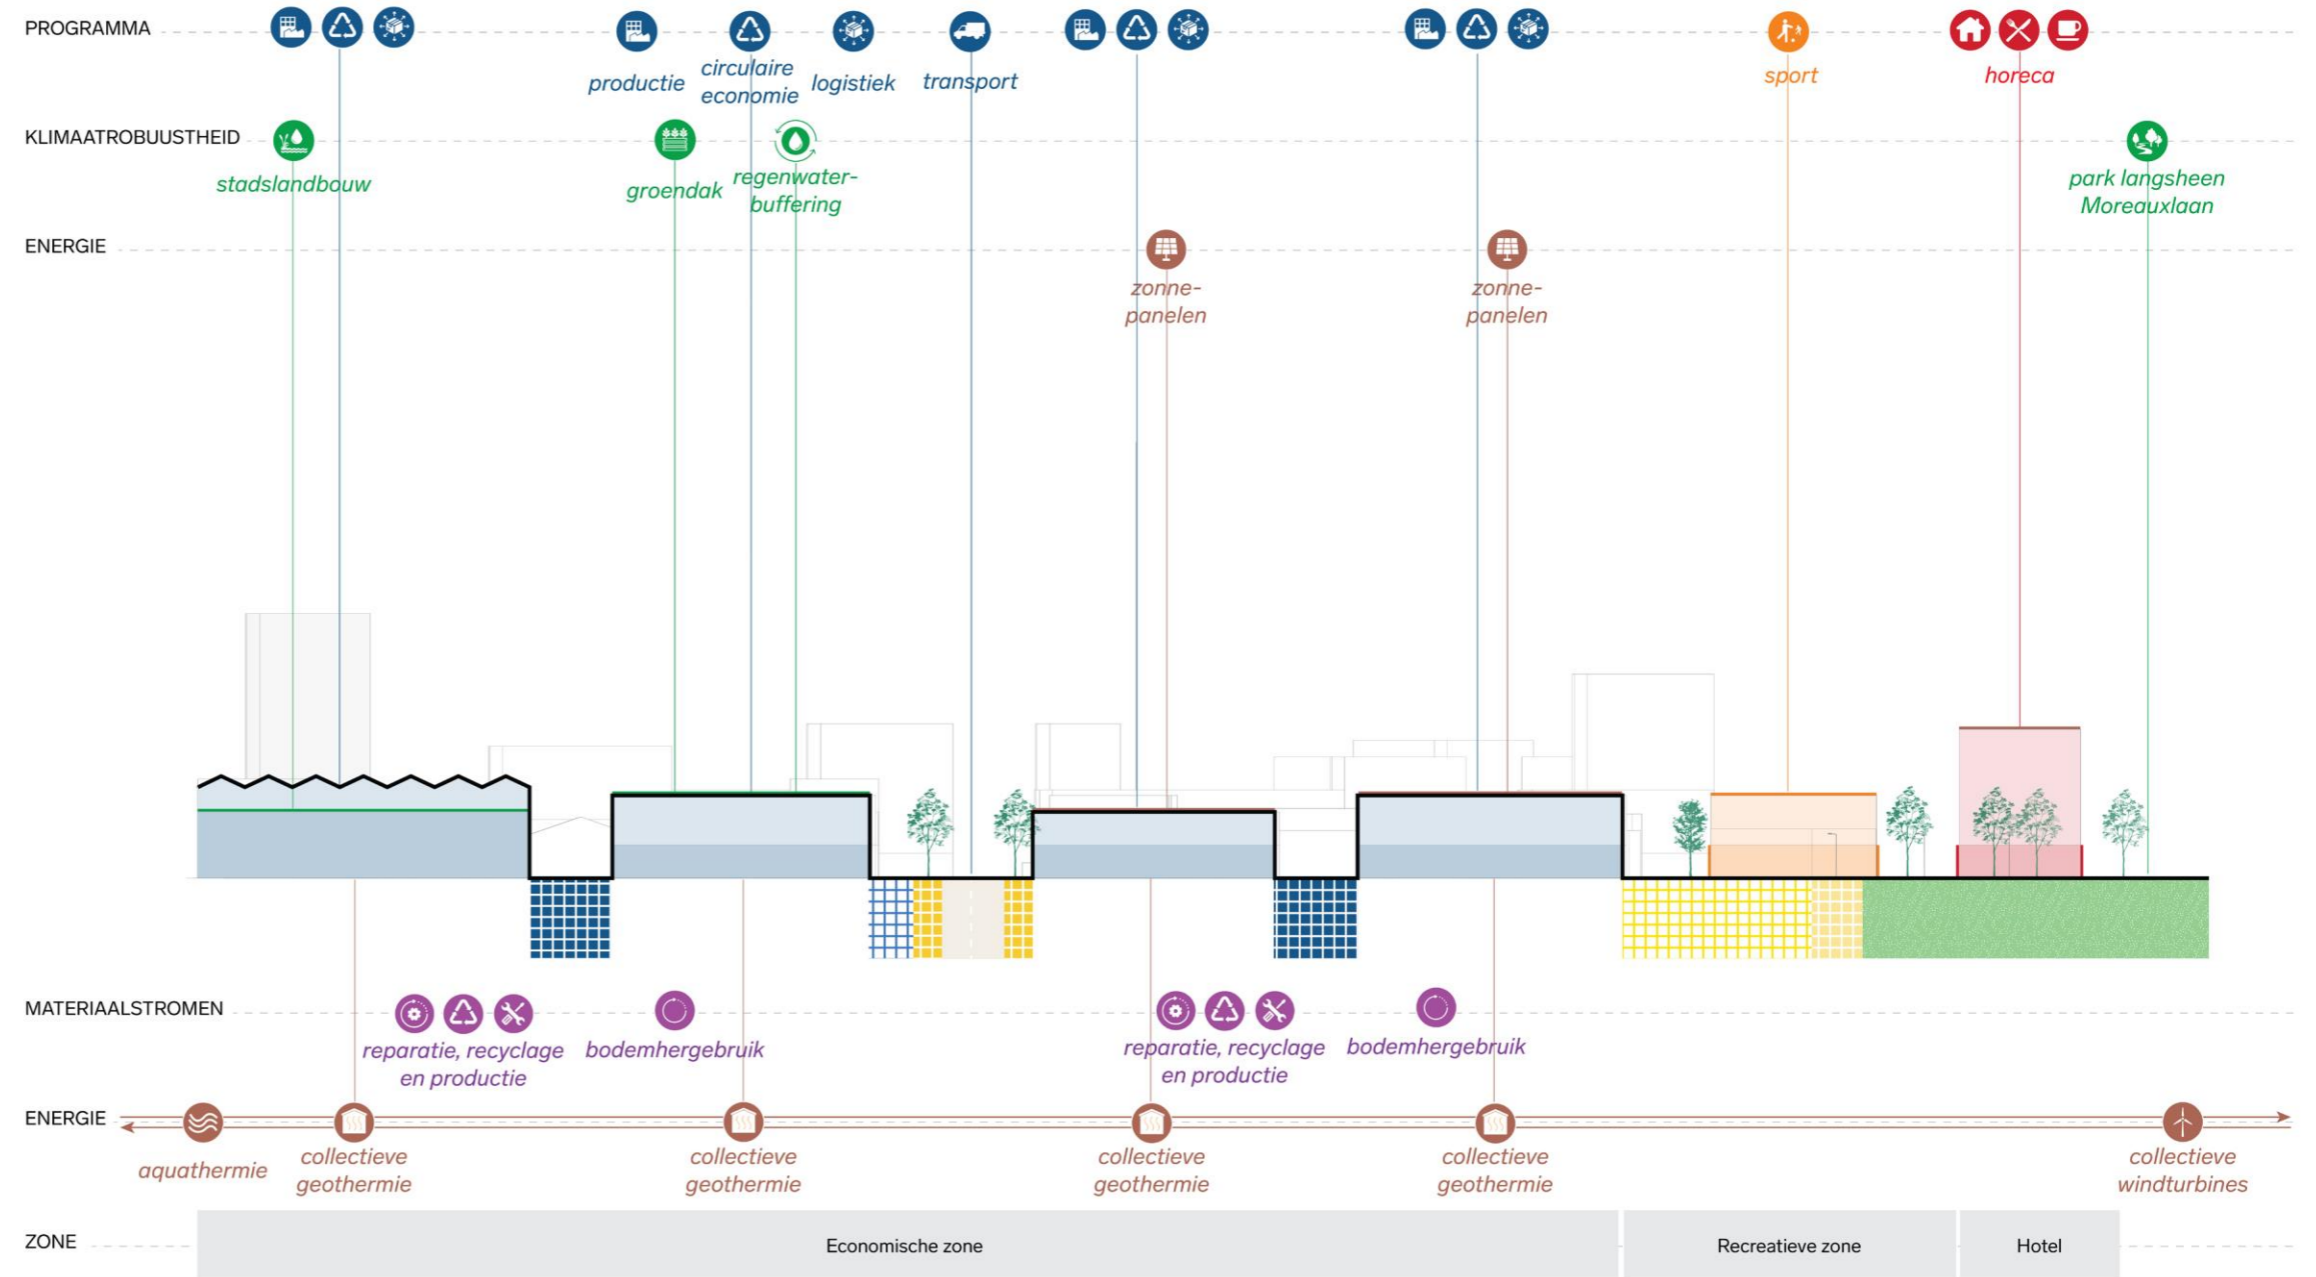 PROGRAMMA
productie
circulaire
economie
logistiek
transport
sport
horeca
KLIMAATROBUUSTHEID
stadslandbouw
groendak
regenwater-
buffering
park langsheen
Moreauxlaan
ENERGIE
zonne-
panelen
zonne-
panelen
MATERIAALSTROMEN
reparatie, recyclage
en productie
bodemhergebruik
reparatie, recyclage
en productie
bodemhergebruik
ENERGIE
aquathermie
collectieve
geothermie
collectieve
geothermie
collectieve
geothermie
collectieve
geothermie
collectieve
windturbines
ZONE
Economische zone
Recreatieve zone
Hotel